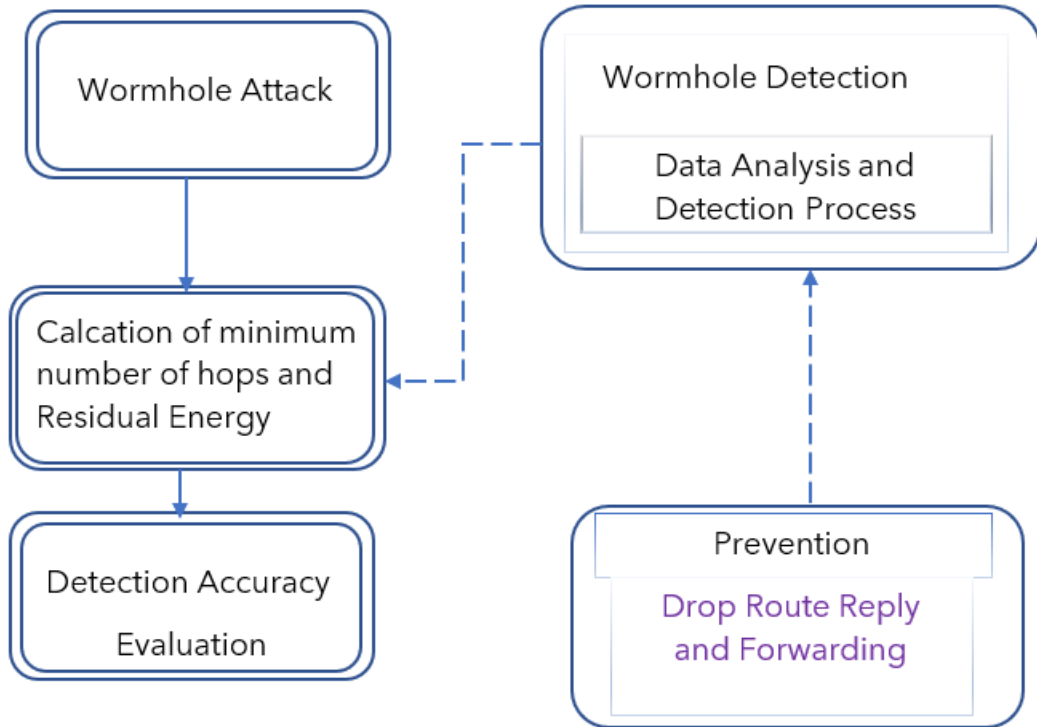 Wormhole Attack
Calcation of minimum
number of hops and
Residual Energy
Detection Accuracy
Evaluation
Wormhole Detection
Data Analysis and
Detection Process
Prevention
Drop Route Reply
and Forwarding